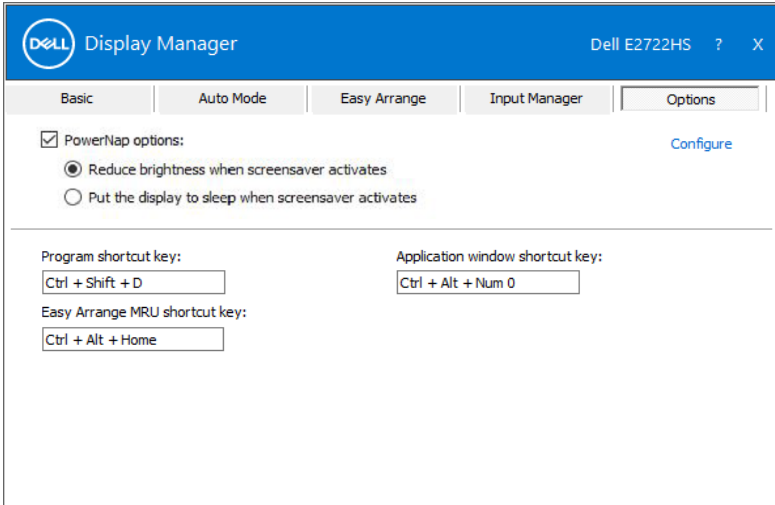 DELL Display Manager Dell E2722HS ? X
Basic Auto Mode Easy Arrange Input Manager Options
PowerNap options: Configure
Reduce brightness when screensaver activates
Put the display to sleep when screensaver activates
Program shortcut key: Application window shortcut key:
Ctrl + Shift + D Ctrl + Alt + Num 0
Easy Arrange MRU shortcut key:
Ctrl + Alt + Home